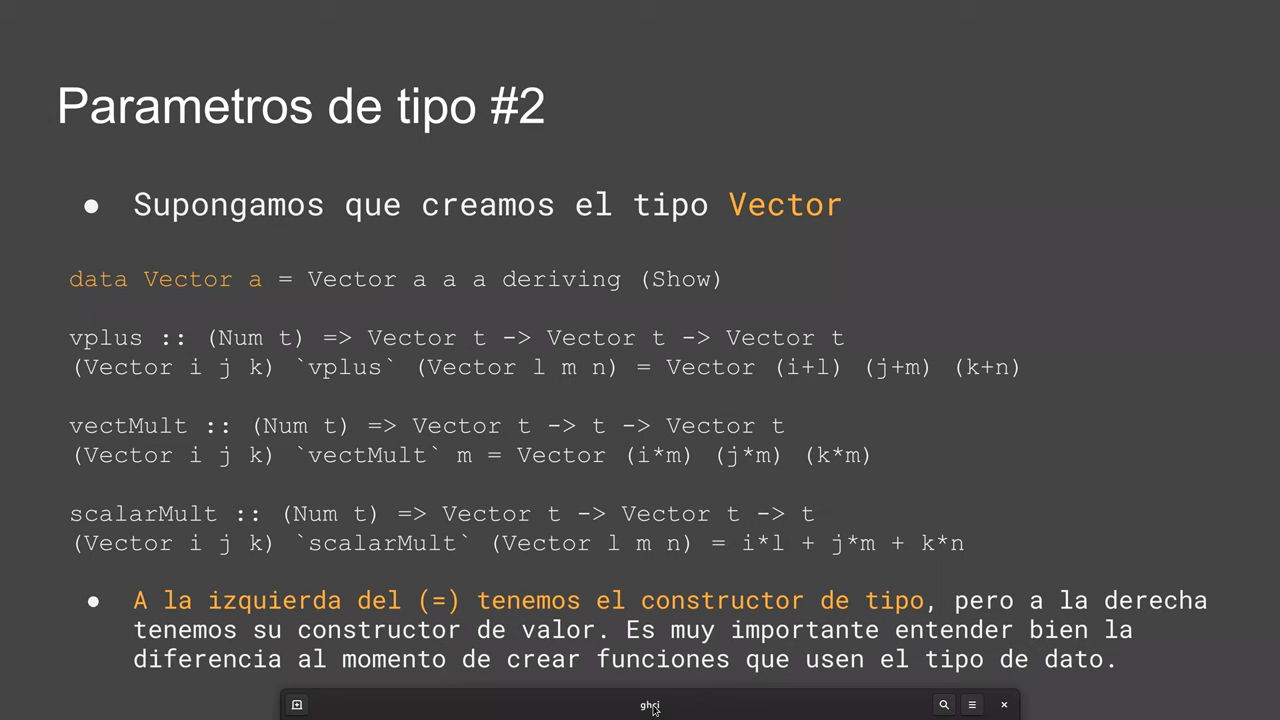 Parametros de tipo #2
● Supongamos que creamos el tipo Vector
data Vector a = Vector a a a deriving (Show)
vplus :: (Num t) => Vector t -> Vector t -> Vector t
(Vector i j k) `vplus` (Vector l m n) = Vector (i+l) (j+m) (k+n)
vectMult :: (Num t) => Vector t -> t -> Vector t
(Vector i j k) `vectMult` m = Vector (i*m) (j*m) (k*m)
scalarMult :: (Num t) => Vector t -> Vector t -> t
(Vector i j k) `scalarMult` (Vector l m n) = i*l + j*m + k*n
● A la izquierda del (=) tenemos el constructor de tipo, pero a la derecha
tenemos su constructor de valor. Es muy importante entender bien la
diferencia al momento de crear funciones que usen el tipo de dato.
ghci